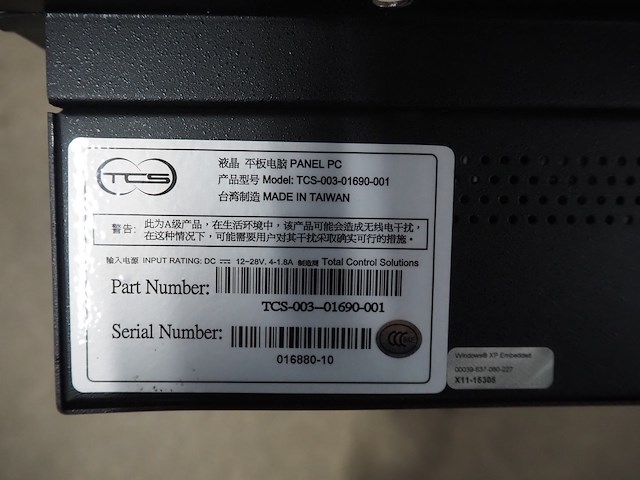 TCS
液晶 平板电脑 PANEL PC
产品型号 Model: TCS-003-01690-001
台湾制造 MADE IN TAIWAN
警告: 此为A级产品，在生活环境中，该产品可能会造成无线电干扰，
在这种情况下，可能需要用户对其干扰采取确实可行的措施。
输入电源 INPUT RATING: DC ⎓ 12~28V, 4-1.8A 制造商 Total Control Solutions
Part Number:
TCS-003-01690-001
Serial Number:
CCC
016880-10
Windows® XP Embedded
X11-15305